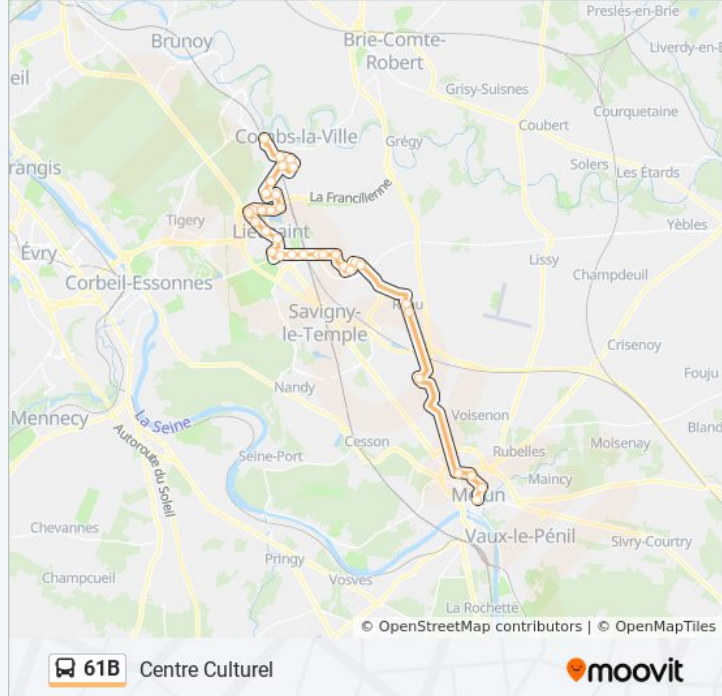 Presles-en-Brie
Brunoy
Brie-Comte-
Robert
Liverdy-en-B
eil
Grisy-Suisnes
Courquetaine
Coubert
Combs-la-Ville
Grégy
Solers
Les Étards
rangis
La Francilienne
Tigery
Lieusaint
Yèbles
Évry
Lissy
Champdeuil
Corbeil-Essonnes
Réau
Savigny-
le-Temple
Crisenoy
Fouju
Nandy
Mennecy
La Seine
Voisenon
Bland
Moisenay
Cesson
Rubelles
Autoroute du Soleil
Seine-Port
Maincy
Melun
Chevannes
Vaux-le-Pénil
Sivry-Courtry
Pringy
Champcueil
Vosves
La Rochette
© OpenStreetMap contributors | © OpenMapTiles
61B Centre Culturel
moovit